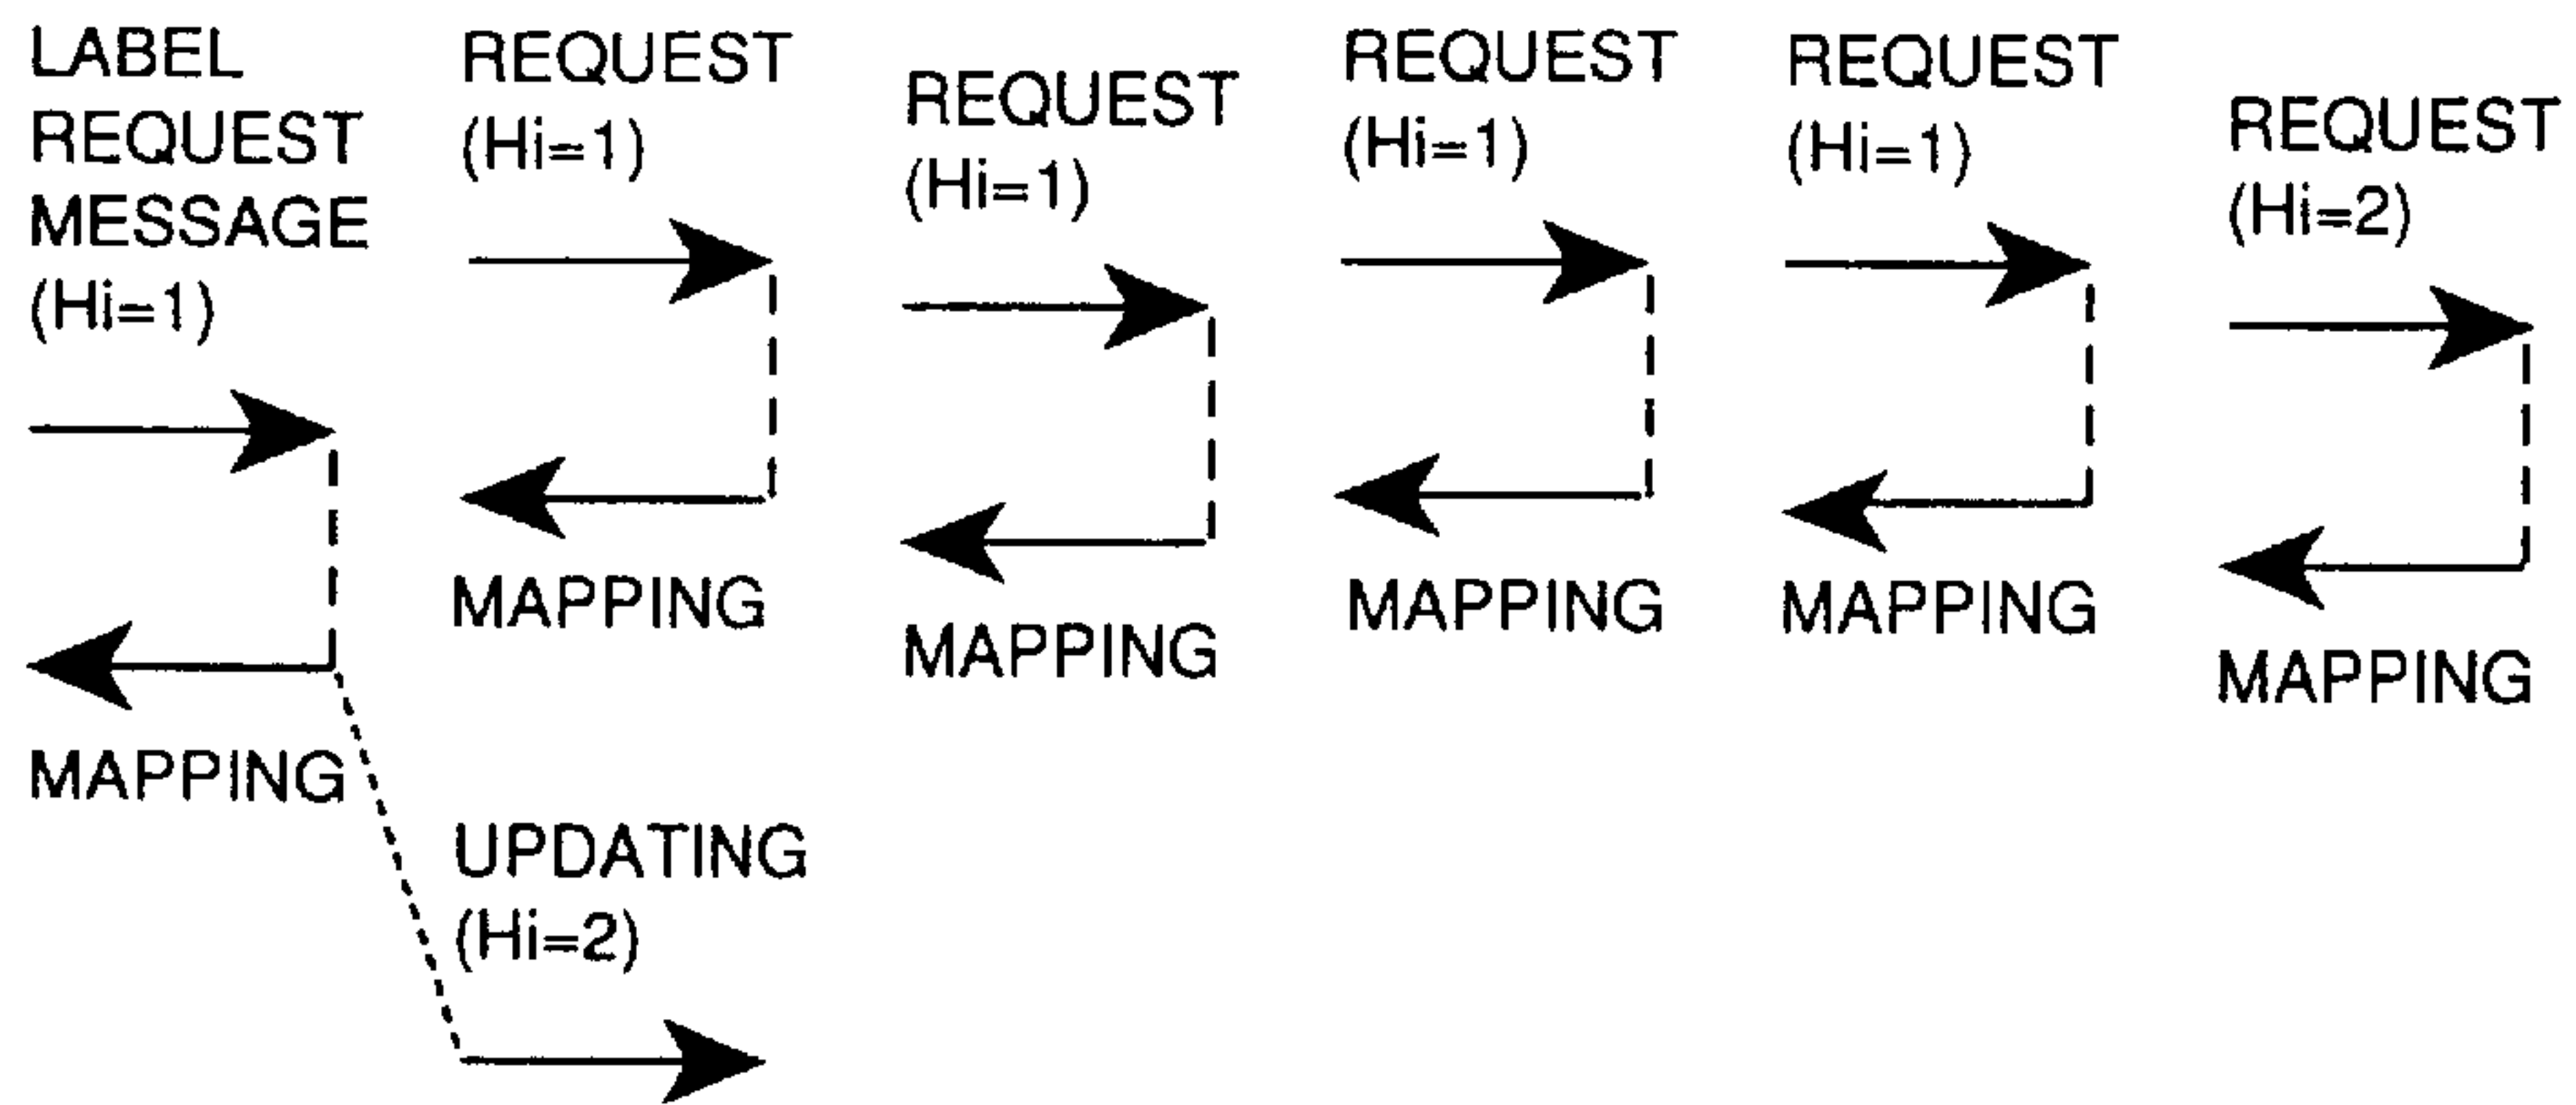 LABEL
REQUEST
MESSAGE
(Hi=1)
MAPPING
REQUEST
(Hi=1)
MAPPING
UPDATING
(Hi=2)
REQUEST
(Hi=1)
MAPPING
REQUEST
(Hi=1)
MAPPING
REQUEST
(Hi=1)
MAPPING
REQUEST
(Hi=2)
MAPPING